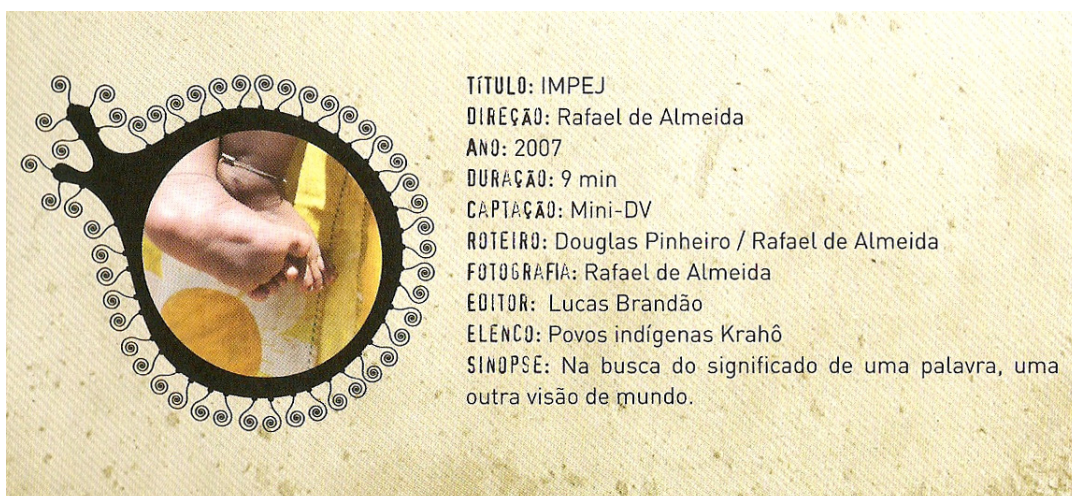 TÍTULO: IMPEJ
DIREÇÃO: Rafael de Almeida
ANO: 2007
DURAÇÃO: 9 min
CAPTAÇÃO: Mini-DV
ROTEIRO: Douglas Pinheiro / Rafael de Almeida
FOTOGRAFIA: Rafael de Almeida
EDITOR: Lucas Brandão
ELENCO: Povos indígenas Krahô
SINOPSE: Na busca do significado de uma palavra, uma
outra visão de mundo.